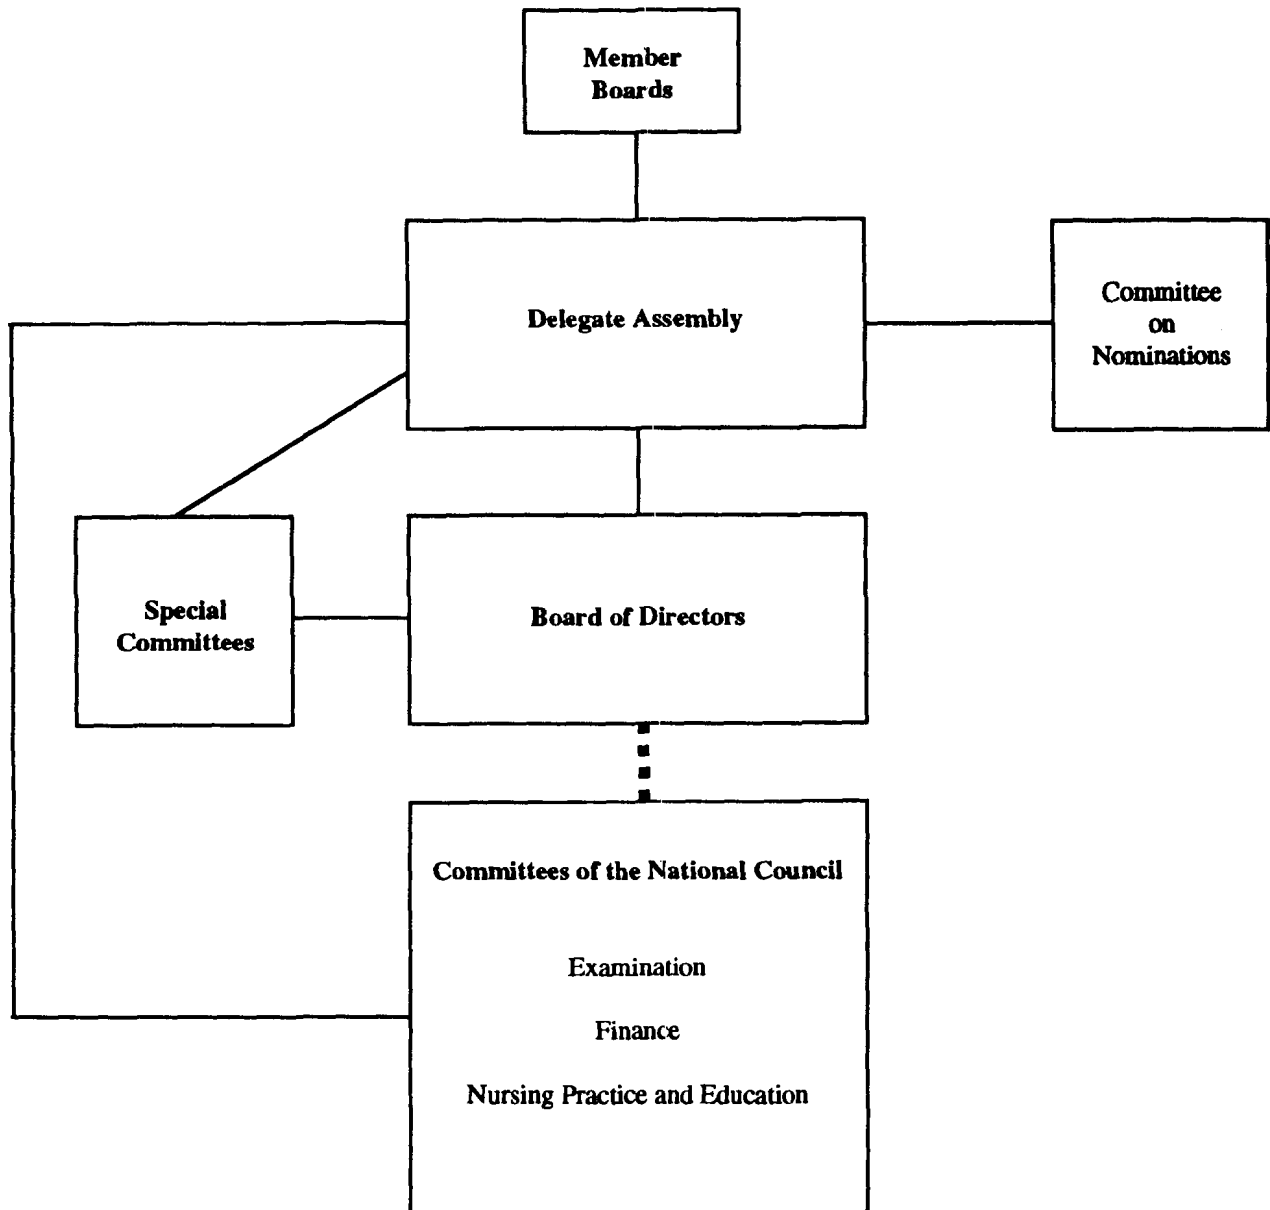 Member
Boards
Delegate Assembly
Committee
on
Nominations
Special
Committees
Board of Directors
Committees of the National Council
Examination
Finance
Nursing Practice and Education